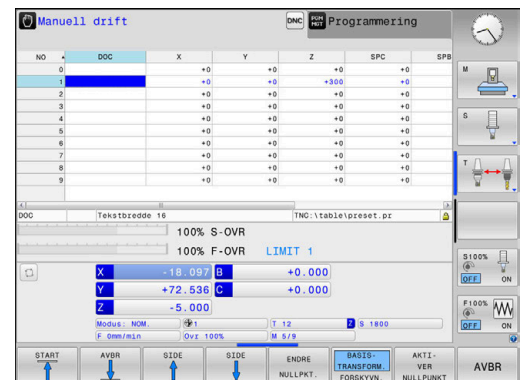 Manuell drift
DNC
PGM MGT
Programmering
NO DOC X Y Z SPC SPB
0 +0 +0 +0 +0
1 +0 +0 +300 +0
2 +0 +0 +0 +0
3 +0 +0 +0 +0
4 +0 +0 +0 +0
5 +0 +0 +0 +0
6 +0 +0 +0 +0
7 +0 +0 +0 +0
8 +0 +0 +0 +0
9 +0 +0 +0 +0
DOC Tekstbredde 16 TNC:\table\preset.pr
100% S-OVR
100% F-OVR LIMIT 1
X -18.097 B +0.000
Y +72.536 C +0.000
Z -5.000
Modus: NOM. 1 T 12 Z S 1800
F 0mm/min Ovr 100% M 5/9
M
S
T
S100%
OFF ON
F100%
OFF ON
START
AVBR
SIDE
SIDE
ENDRE
NULLPKT.
BASIS-
TRANSFORM.
FORSKYVN.
AKTI-
VER
NULLPUNKT
AVBR